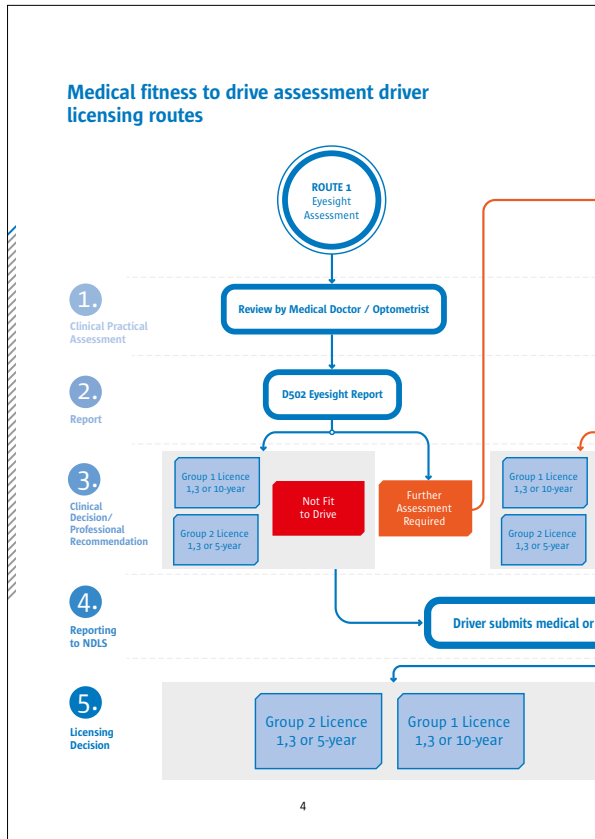 Medical fitness to drive assessment driver
licensing routes
ROUTE 1
Eyesight
Assessment
1.
Clinical Practical
Assessment
Review by Medical Doctor / Optometrist
2.
Report
D502 Eyesight Report
3.
Clinical
Decision/
Professional
Recommendation
Group 1 Licence
1,3 or 10-year
Group 2 Licence
1,3 or 5-year
Not Fit
to Drive
Further
Assessment
Required
Group 1 Licence
1,3 or 10-year
Group 2 Licence
1,3 or 5-year
4.
Reporting
to NDLS
Driver submits medical or
5.
Licensing
Decision
Group 2 Licence
1,3 or 5-year
Group 1 Licence
1,3 or 10-year
4